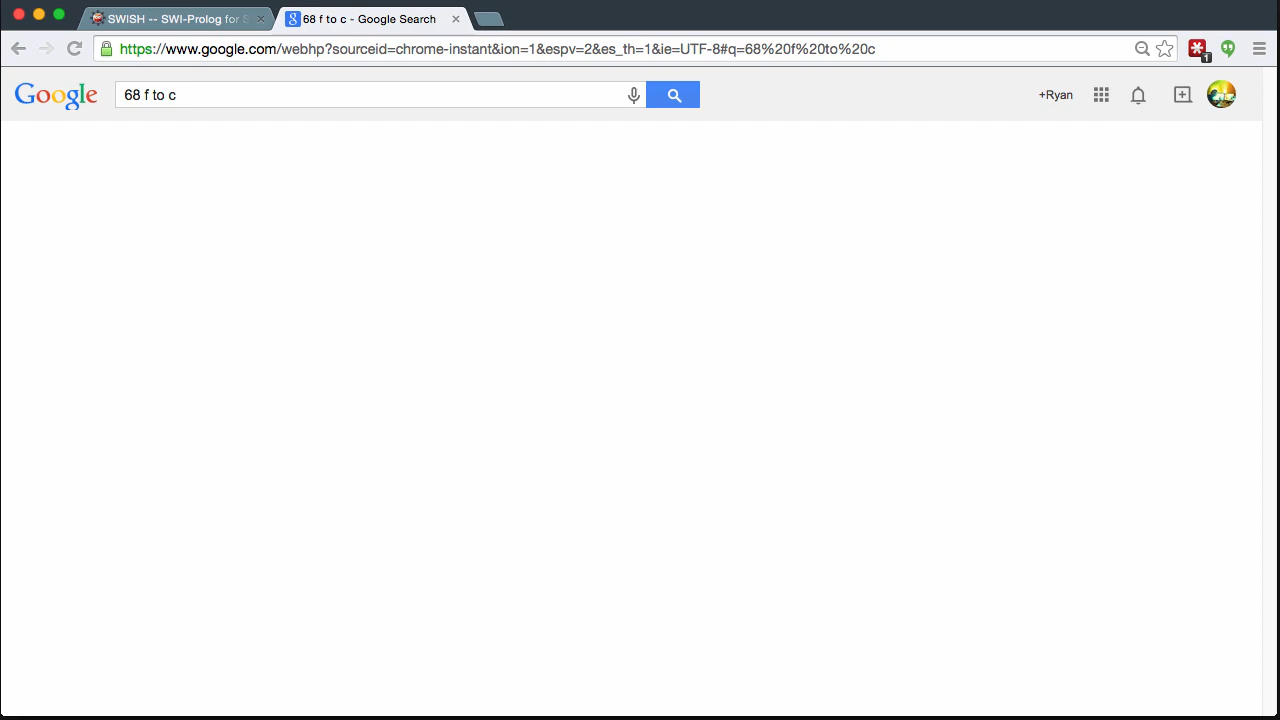 SWISH -- SWI-Prolog for S
68 f to c - Google Search
https://www.google.com/webhp?sourceid=chrome-instant&ion=1&espv=2&es_th=1&ie=UTF-8#q=68%20f%20to%20c
1
Google
68 f to c
+Ryan